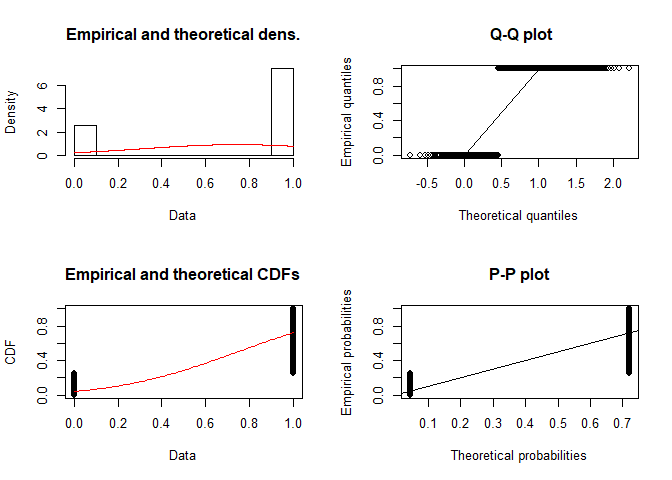 Empirical and theoretical dens.
Density
0 2 4 6
0.0 0.2 0.4 0.6 0.8 1.0
Data
Q-Q plot
Empirical quantiles
0.0 0.4 0.8
-0.5 0.0 0.5 1.0 1.5 2.0
Theoretical quantiles
Empirical and theoretical CDFs
CDF
0.0 0.4 0.8
0.0 0.2 0.4 0.6 0.8 1.0
Data
P-P plot
Empirical probabilities
0.0 0.4 0.8
0.1 0.2 0.3 0.4 0.5 0.6 0.7
Theoretical probabilities